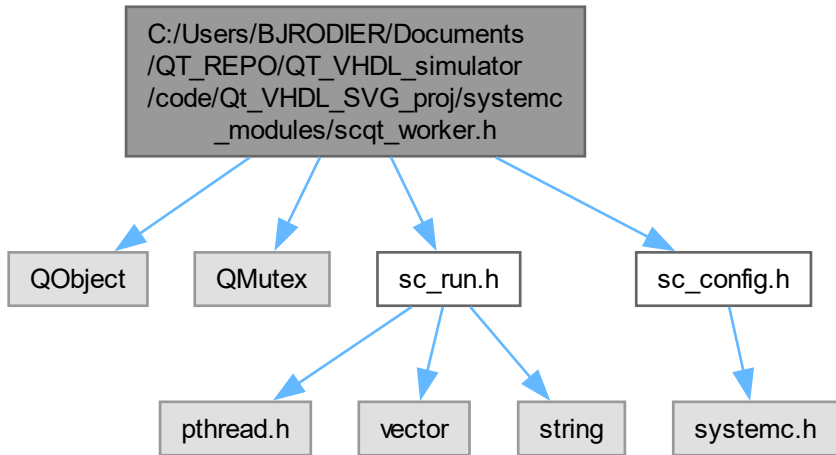 C:/Users/BJRODIER/Documents
/QT_REPO/QT_VHDL_simulator
/code/Qt_VHDL_SVG_proj/systemc
_modules/scqt_worker.h
QObject
QMutex
sc_run.h
sc_config.h
pthread.h
vector
string
systemc.h